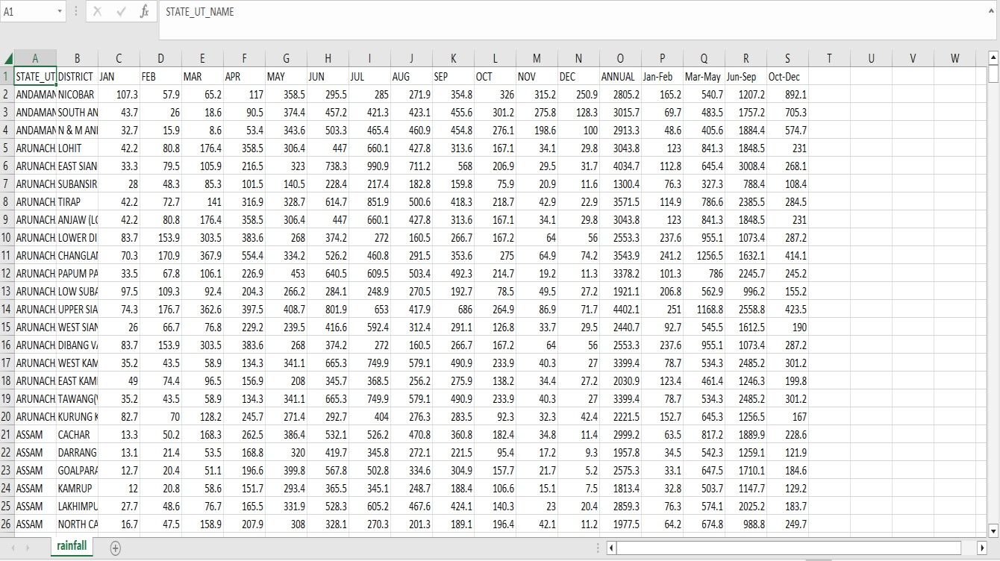 A1 fx STATE_UT_NAME
A B C D E F G H I J K L M N O P Q R S T U V W
1 STATE_UT DISTRICT JAN FEB MAR APR MAY JUN JUL AUG SEP OCT NOV DEC ANNUAL Jan-Feb Mar-May Jun-Sep Oct-Dec
2 ANDAMAN NICOBAR 107.3 57.9 65.2 117 358.5 295.5 285 271.9 354.8 326 315.2 250.9 2805.2 165.2 540.7 1207.2 892.1
3 ANDAMAN SOUTH AN 43.7 26 18.6 90.5 374.4 457.2 421.3 423.1 455.6 301.2 275.8 128.3 3015.7 69.7 483.5 1757.2 705.3
4 ANDAMAN N & M ANI 32.7 15.9 8.6 53.4 343.6 503.3 465.4 460.9 454.8 276.1 198.6 100 2913.3 48.6 405.6 1884.4 574.7
5 ARUNACH LOHIT 42.2 80.8 176.4 358.5 306.4 447 660.1 427.8 313.6 167.1 34.1 29.8 3043.8 123 841.3 1848.5 231
6 ARUNACH EAST SIAN 33.3 79.5 105.9 216.5 323 738.3 990.9 711.2 568 206.9 29.5 31.7 4034.7 112.8 645.4 3008.4 268.1
7 ARUNACH SUBANSIR 28 48.3 85.3 101.5 140.5 228.4 217.4 182.8 159.8 75.9 20.9 11.6 1300.4 76.3 327.3 788.4 108.4
8 ARUNACH TIRAP 42.2 72.7 141 316.9 328.7 614.7 851.9 500.6 418.3 218.7 42.9 22.9 3571.5 114.9 786.6 2385.5 284.5
9 ARUNACH ANJAW (LO 42.2 80.8 176.4 358.5 306.4 447 660.1 427.8 313.6 167.1 34.1 29.8 3043.8 123 841.3 1848.5 231
10 ARUNACH LOWER DI 83.7 153.9 303.5 383.6 268 374.2 272 160.5 266.7 167.2 64 56 2553.3 237.6 955.1 1073.4 287.2
11 ARUNACH CHANGLAN 70.3 170.9 367.9 554.4 334.2 526.2 460.8 291.5 353.6 275 64.9 74.2 3543.9 241.2 1256.5 1632.1 414.1
12 ARUNACH PAPUM PA 33.5 67.8 106.1 226.9 453 640.5 609.5 503.4 492.3 214.7 19.2 11.3 3378.2 101.3 786 2245.7 245.2
13 ARUNACH LOW SUBA 97.5 109.3 92.4 204.3 266.2 284.1 248.9 270.5 192.7 78.5 49.5 27.2 1921.1 206.8 562.9 996.2 155.2
14 ARUNACH UPPER SIA 74.3 176.7 362.6 397.5 408.7 801.9 653 417.9 686 264.9 86.9 71.7 4402.1 251 1168.8 2558.8 423.5
15 ARUNACH WEST SIAN 26 66.7 76.8 229.2 239.5 416.6 592.4 312.4 291.1 126.8 33.7 29.5 2440.7 92.7 545.5 1612.5 190
16 ARUNACH DIBANG VA 83.7 153.9 303.5 383.6 268 374.2 272 160.5 266.7 167.2 64 56 2553.3 237.6 955.1 1073.4 287.2
17 ARUNACH WEST KAM 35.2 43.5 58.9 134.3 341.1 665.3 749.9 579.1 490.9 233.9 40.3 27 3399.4 78.7 534.3 2485.2 301.2
18 ARUNACH EAST KAMI 49 74.4 96.5 156.9 208 345.7 368.5 256.2 275.9 138.2 34.4 27.2 2030.9 123.4 461.4 1246.3 199.8
19 ARUNACH TAWANG(V 35.2 43.5 58.9 134.3 341.1 665.3 749.9 579.1 490.9 233.9 40.3 27 3399.4 78.7 534.3 2485.2 301.2
20 ARUNACH KURUNG K 82.7 70 128.2 245.7 271.4 292.7 404 276.3 283.5 92.3 32.3 42.4 2221.5 152.7 645.3 1256.5 167
21 ASSAM CACHAR 13.3 50.2 168.3 262.5 386.4 532.1 526.2 470.8 360.8 182.4 34.8 11.4 2999.2 63.5 817.2 1889.9 228.6
22 ASSAM DARRANG 13.1 21.4 53.5 168.8 320 419.7 345.8 272.1 221.5 95.4 17.2 9.3 1957.8 34.5 542.3 1259.1 121.9
23 ASSAM GOALPARA 12.7 20.4 51.1 196.6 399.8 567.8 502.8 334.6 304.9 157.7 21.7 5.2 2575.3 33.1 647.5 1710.1 184.6
24 ASSAM KAMRUP 12 20.8 58.6 151.7 293.4 365.5 345.1 248.7 188.4 106.6 15.1 7.5 1813.4 32.8 503.7 1147.7 129.2
25 ASSAM LAKHIMPU 27.7 48.6 76.7 165.5 331.9 528.3 605.2 467.6 424.1 140.3 23 20.4 2859.3 76.3 574.1 2025.2 183.7
26 ASSAM NORTH CA 16.7 47.5 158.9 207.9 308 328.1 270.3 201.3 189.1 196.4 42.1 11.2 1977.5 64.2 674.8 988.8 249.7
rainfall